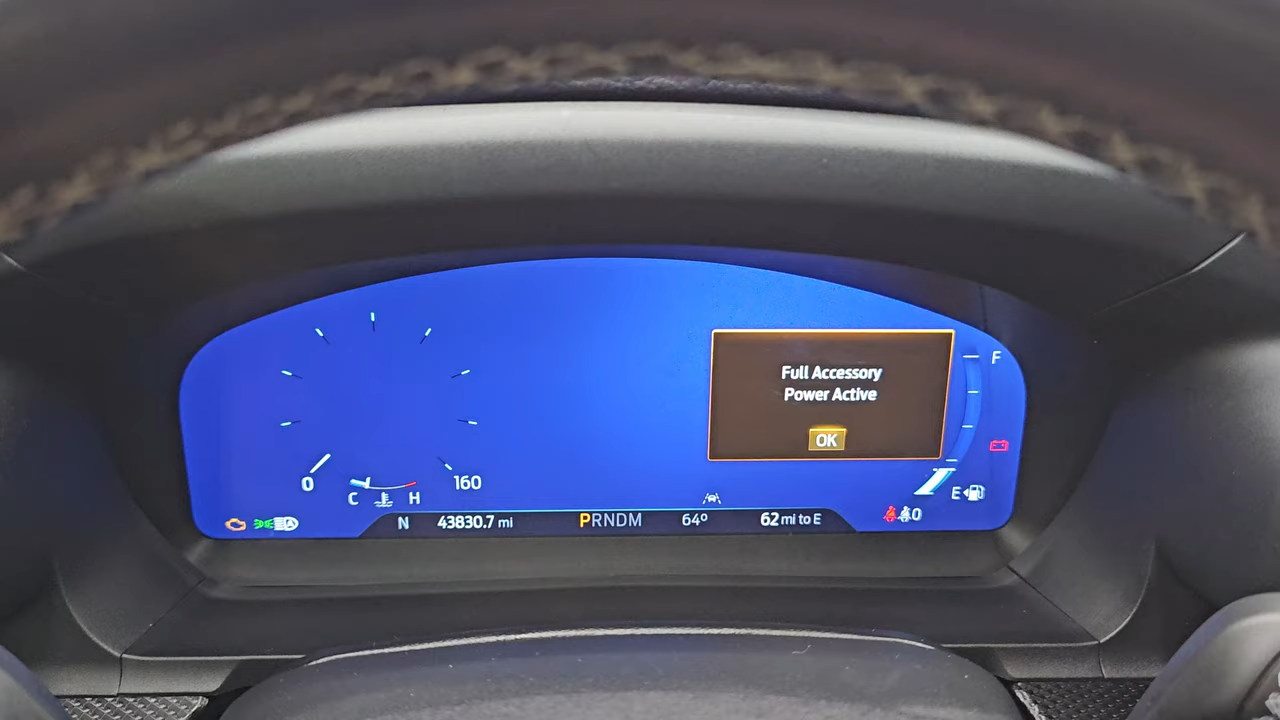 Full Accessory
Power Active
OK
F
0
160
C
H
E
A
0
N 43830.7 mi PRNDM 64° 62 mi to E